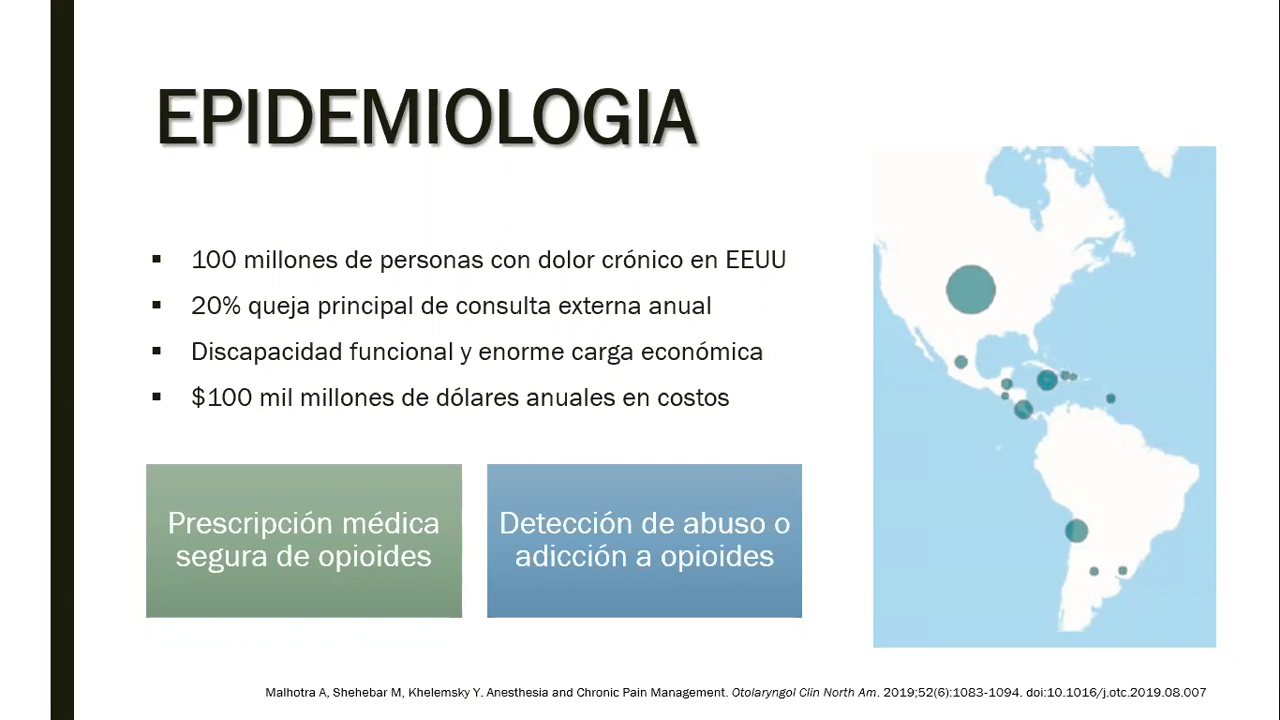 EPIDEMIOLOGIA
▪ 100 millones de personas con dolor crónico en EEUU
▪ 20% queja principal de consulta externa anual
▪ Discapacidad funcional y enorme carga económica
▪ $100 mil millones de dólares anuales en costos
Prescripción médica
segura de opioides
Detección de abuso o
adicción a opioides
Malhotra A, Shehebar M, Khelemsky Y. Anesthesia and Chronic Pain Management. Otolaryngol Clin North Am. 2019;52(6):1083-1094. doi:10.1016/j.otc.2019.08.007